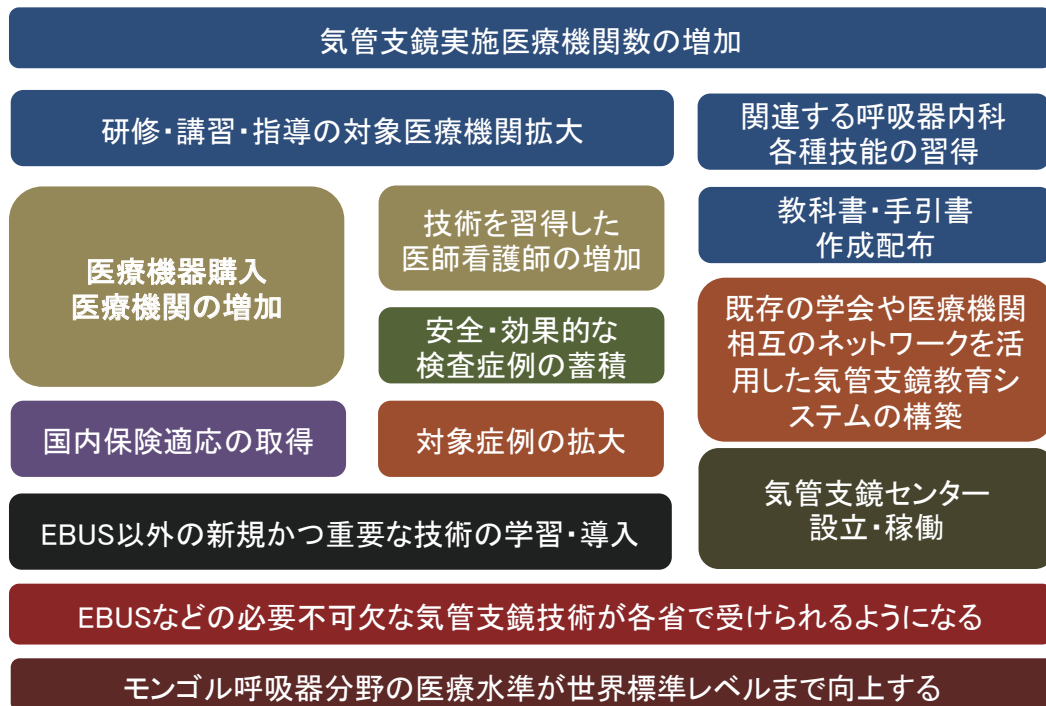 気管支鏡実施医療機関数の増加
研修・講習・指導の対象医療機関拡大
関連する呼吸器内科
各種技能の習得
医療機器購入
医療機関の増加
技術を習得した
医師看護師の増加
教科書・手引書
作成配布
安全・効果的な
検査症例の蓄積
既存の学会や医療機関
相互のネットワークを活
用した気管支鏡教育シ
ステムの構築
国内保険適応の取得
対象症例の拡大
気管支鏡センター
設立・稼働
EBUS以外の新規かつ重要な技術の学習・導入
EBUSなどの必要不可欠な気管支鏡技術が各省で受けられるようになる
モンゴル呼吸器分野の医療水準が世界標準レベルまで向上する